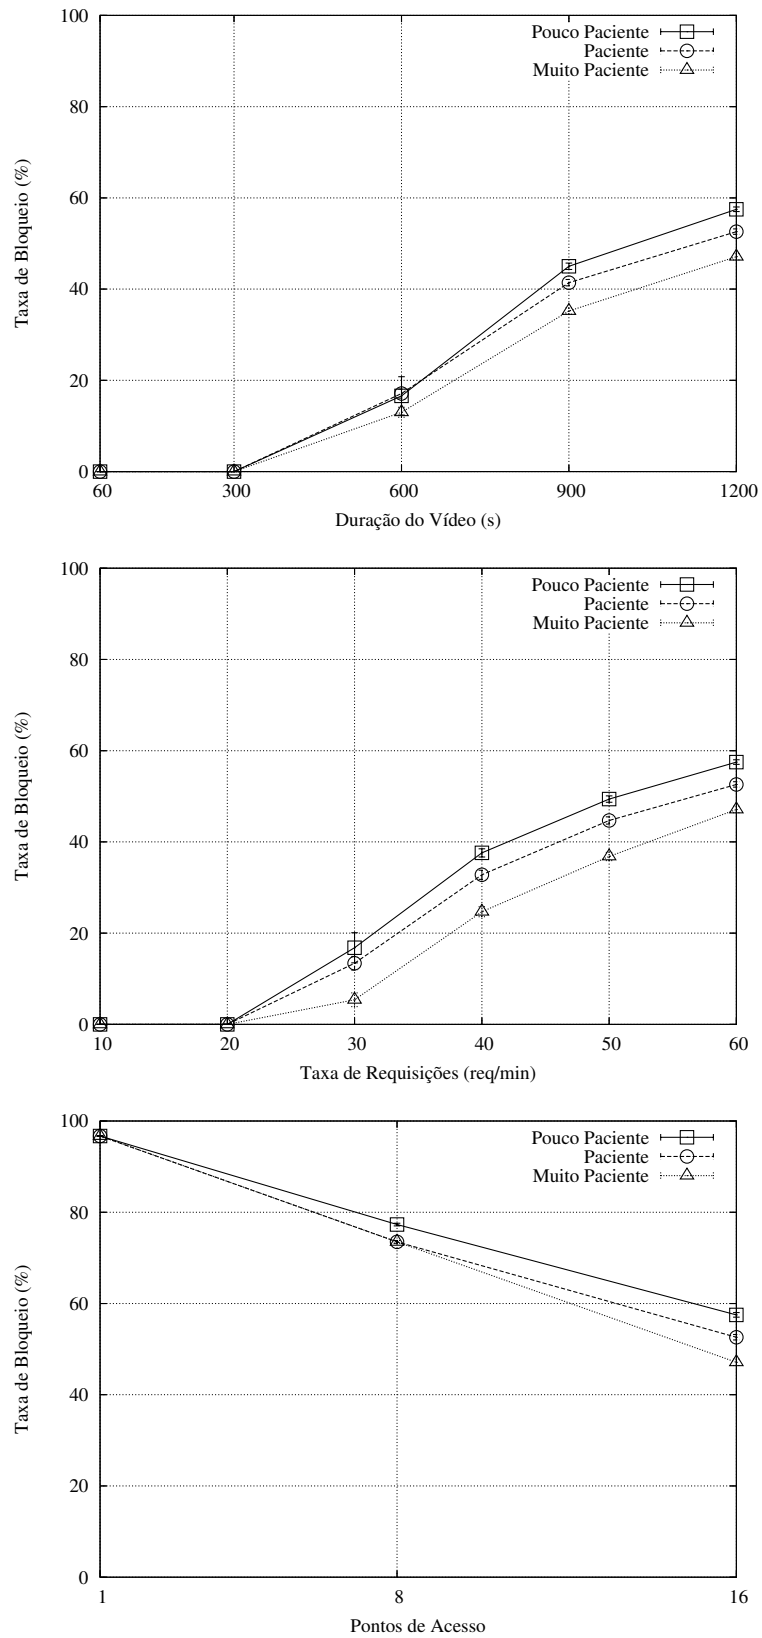 100
80
60
40
20
0
Taxa de Bloqueio (%)
Pouco Paciente
Paciente
Muito Paciente
60 300 600 900 1200
Duração do Vídeo (s)
100
80
60
40
20
0
Taxa de Bloqueio (%)
Pouco Paciente
Paciente
Muito Paciente
10 20 30 40 50 60
Taxa de Requisições (req/min)
100
80
60
40
20
0
Taxa de Bloqueio (%)
Pouco Paciente
Paciente
Muito Paciente
1 8 16
Pontos de Acesso